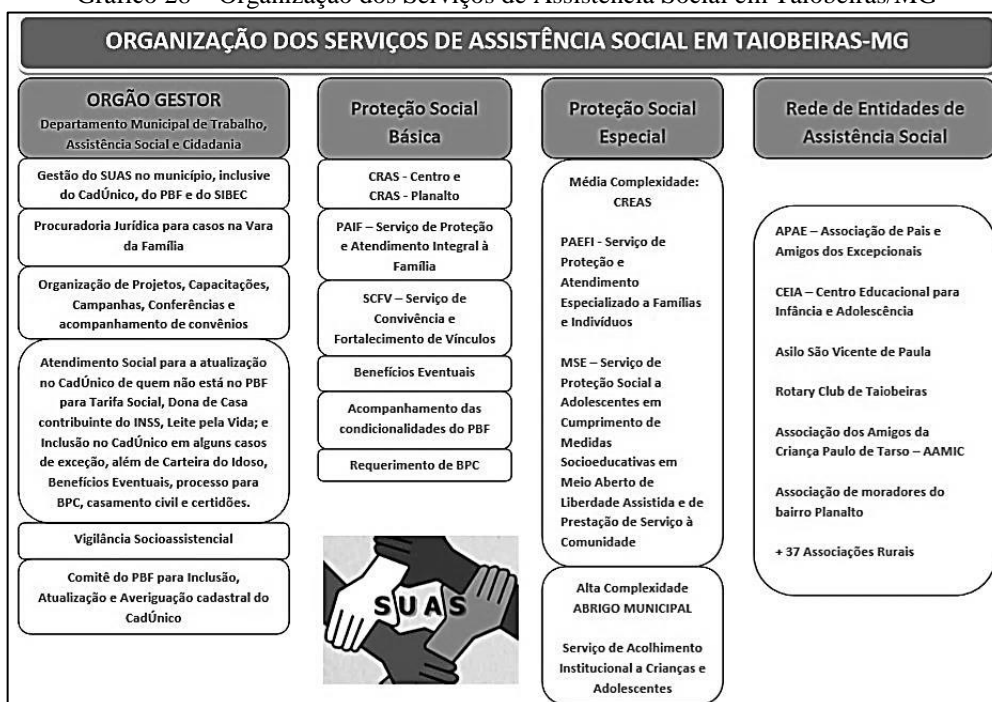 Gráfico 28 – Organização dos Serviços de Assistência Social em Taiobeiras/MG
ORGANIZAÇÃO DOS SERVIÇOS DE ASSISTÊNCIA SOCIAL EM TAIOBEIRAS-MG
ORGÃO GESTOR
Departamento Municipal de Trabalho,
Assistência Social e Cidadania
Gestão do SUAS no município, inclusive
do CadÚnico, do PBF e do SIBEC
Procuradoria Jurídica para casos na Vara
da Família
Organização de Projetos, Capacitações,
Campanhas, Conferências e
acompanhamento de convênios
Atendimento Social para a atualização
no CadÚnico de quem não está no PBF
para Tarifa Social, Dona de Casa
contribuinte do INSS, Leite pela Vida; e
Inclusão no CadÚnico em alguns casos
de exceção, além de Carteira do Idoso,
Benefícios Eventuais, processo para
BPC, casamento civil e certidões.
Vigilância Socioassistencial
Comitê do PBF para Inclusão,
Atualização e Averiguação cadastral do
CadÚnico
Proteção Social
Básica
CRAS - Centro e
CRAS - Planalto
PAIF – Serviço de Proteção
e Atendimento Integral à
Família
SCFV – Serviço de
Convivência e
Fortalecimento de Vínculos
Benefícios Eventuais
Acompanhamento das
condicionalidades do PBF
Requerimento de BPC
SUAS
Proteção Social
Especial
Média Complexidade:
CREAS
PAEFI - Serviço de
Proteção e
Atendimento
Especializado a Famílias
e Indivíduos
MSE – Serviço de
Proteção Social a
Adolescentes em
Cumprimento de
Medidas
Socioeducativas em
Meio Aberto de
Liberdade Assistida e de
Prestação de Serviço à
Comunidade
Alta Complexidade
ABRIGO MUNICIPAL
Serviço de Acolhimento
Institucional a Crianças e
Adolescentes
Rede de Entidades de
Assistência Social
APAE – Associação de Pais e
Amigos dos Excepcionais
CEIA – Centro Educacional para
Infância e Adolescência
Asilo São Vicente de Paula
Rotary Club de Taiobeiras
Associação dos Amigos da
Criança Paulo de Tarso – AAMIC
Associação de moradores do
bairro Planalto
+ 37 Associações Rurais